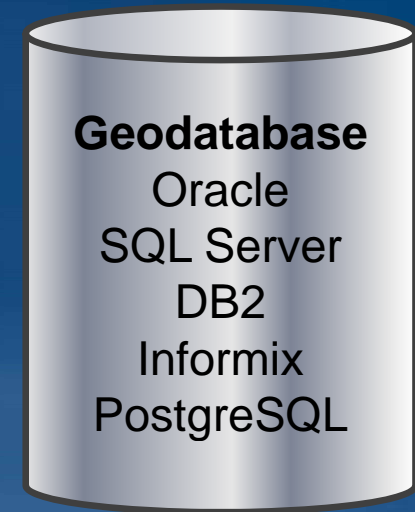 Geodatabase
Oracle
SQL Server
DB2
Informix
PostgreSQL